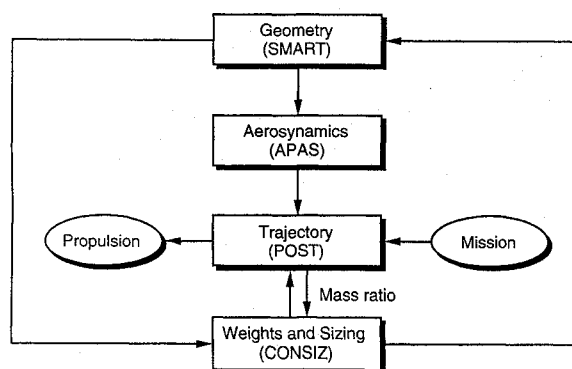 Geometry
(SMART)
Aerosynamics
(APAS)
Propulsion
Trajectory
(POST)
Mission
Mass ratio
Weights and Sizing
(CONSIZ)